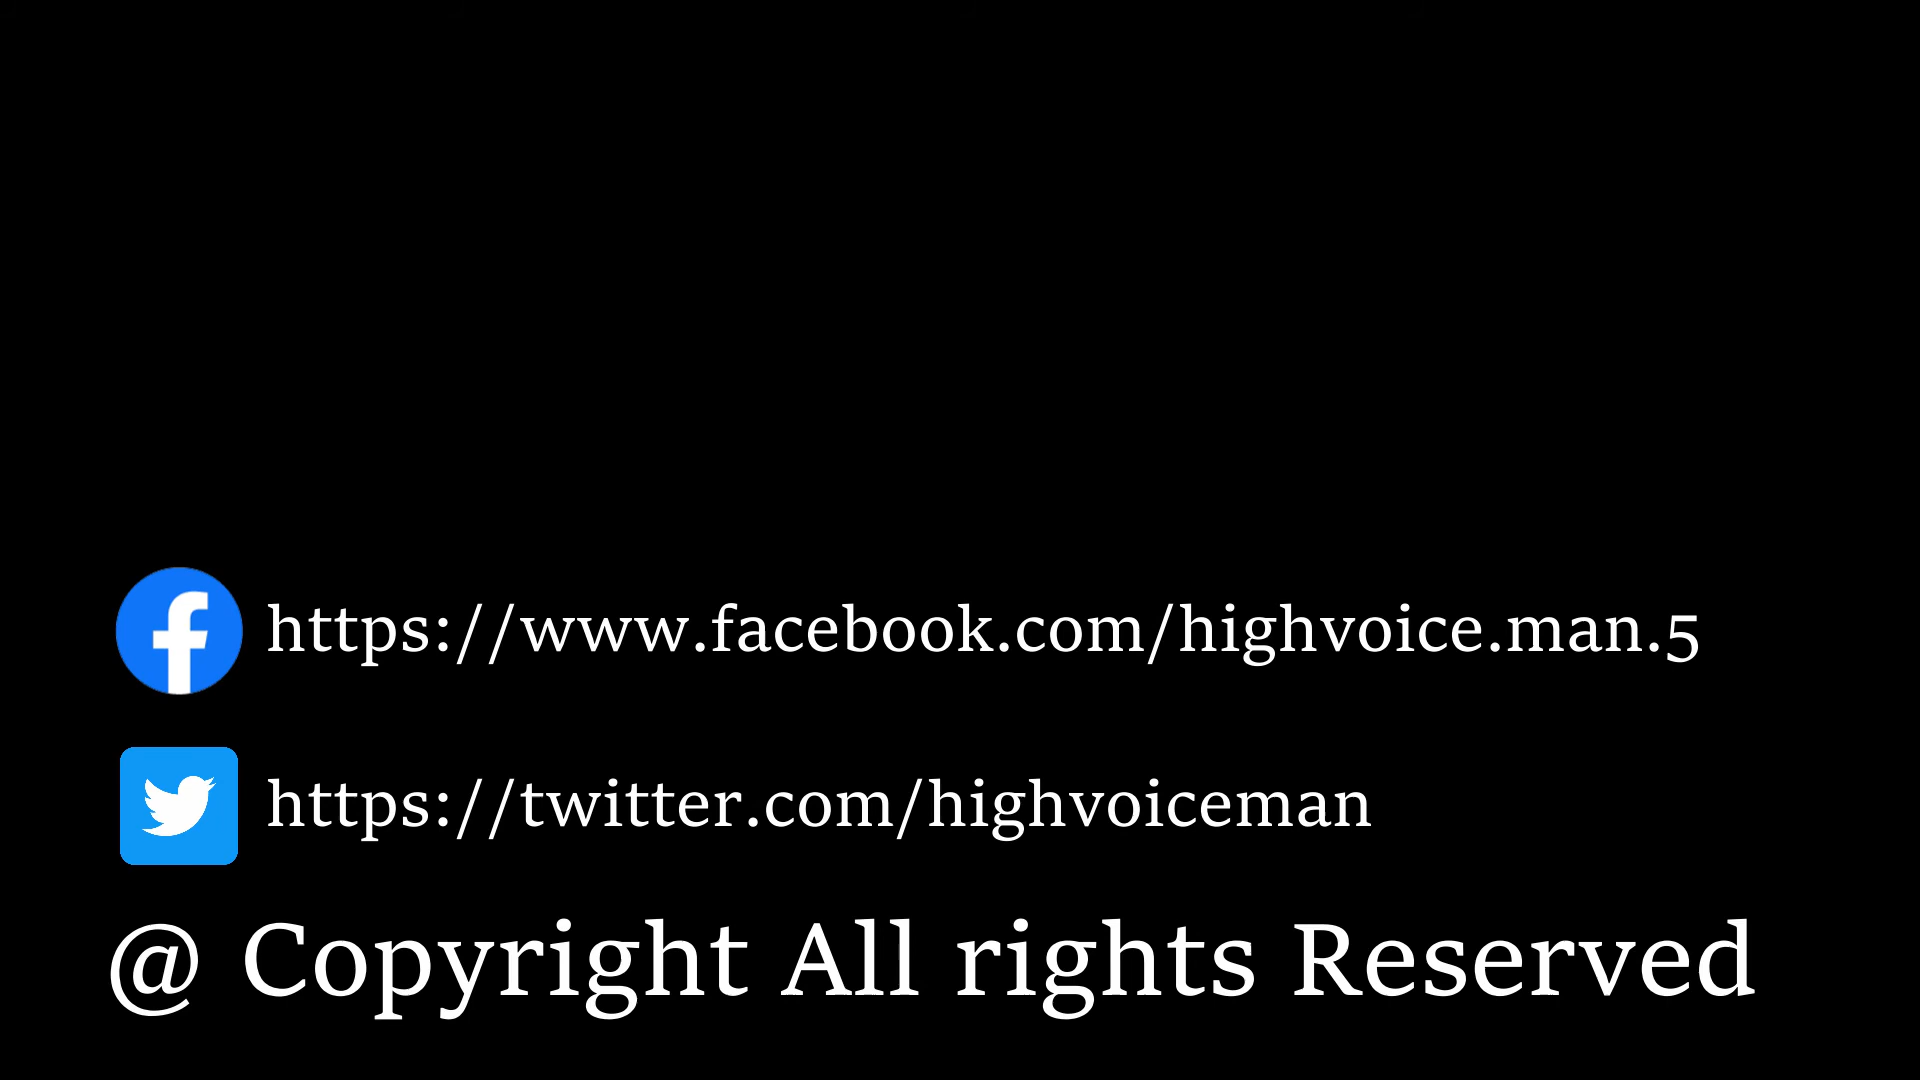 https://www.facebook.com/highvoice.man.5
https://twitter.com/highvoiceman
@ Copyright All rights Reserved